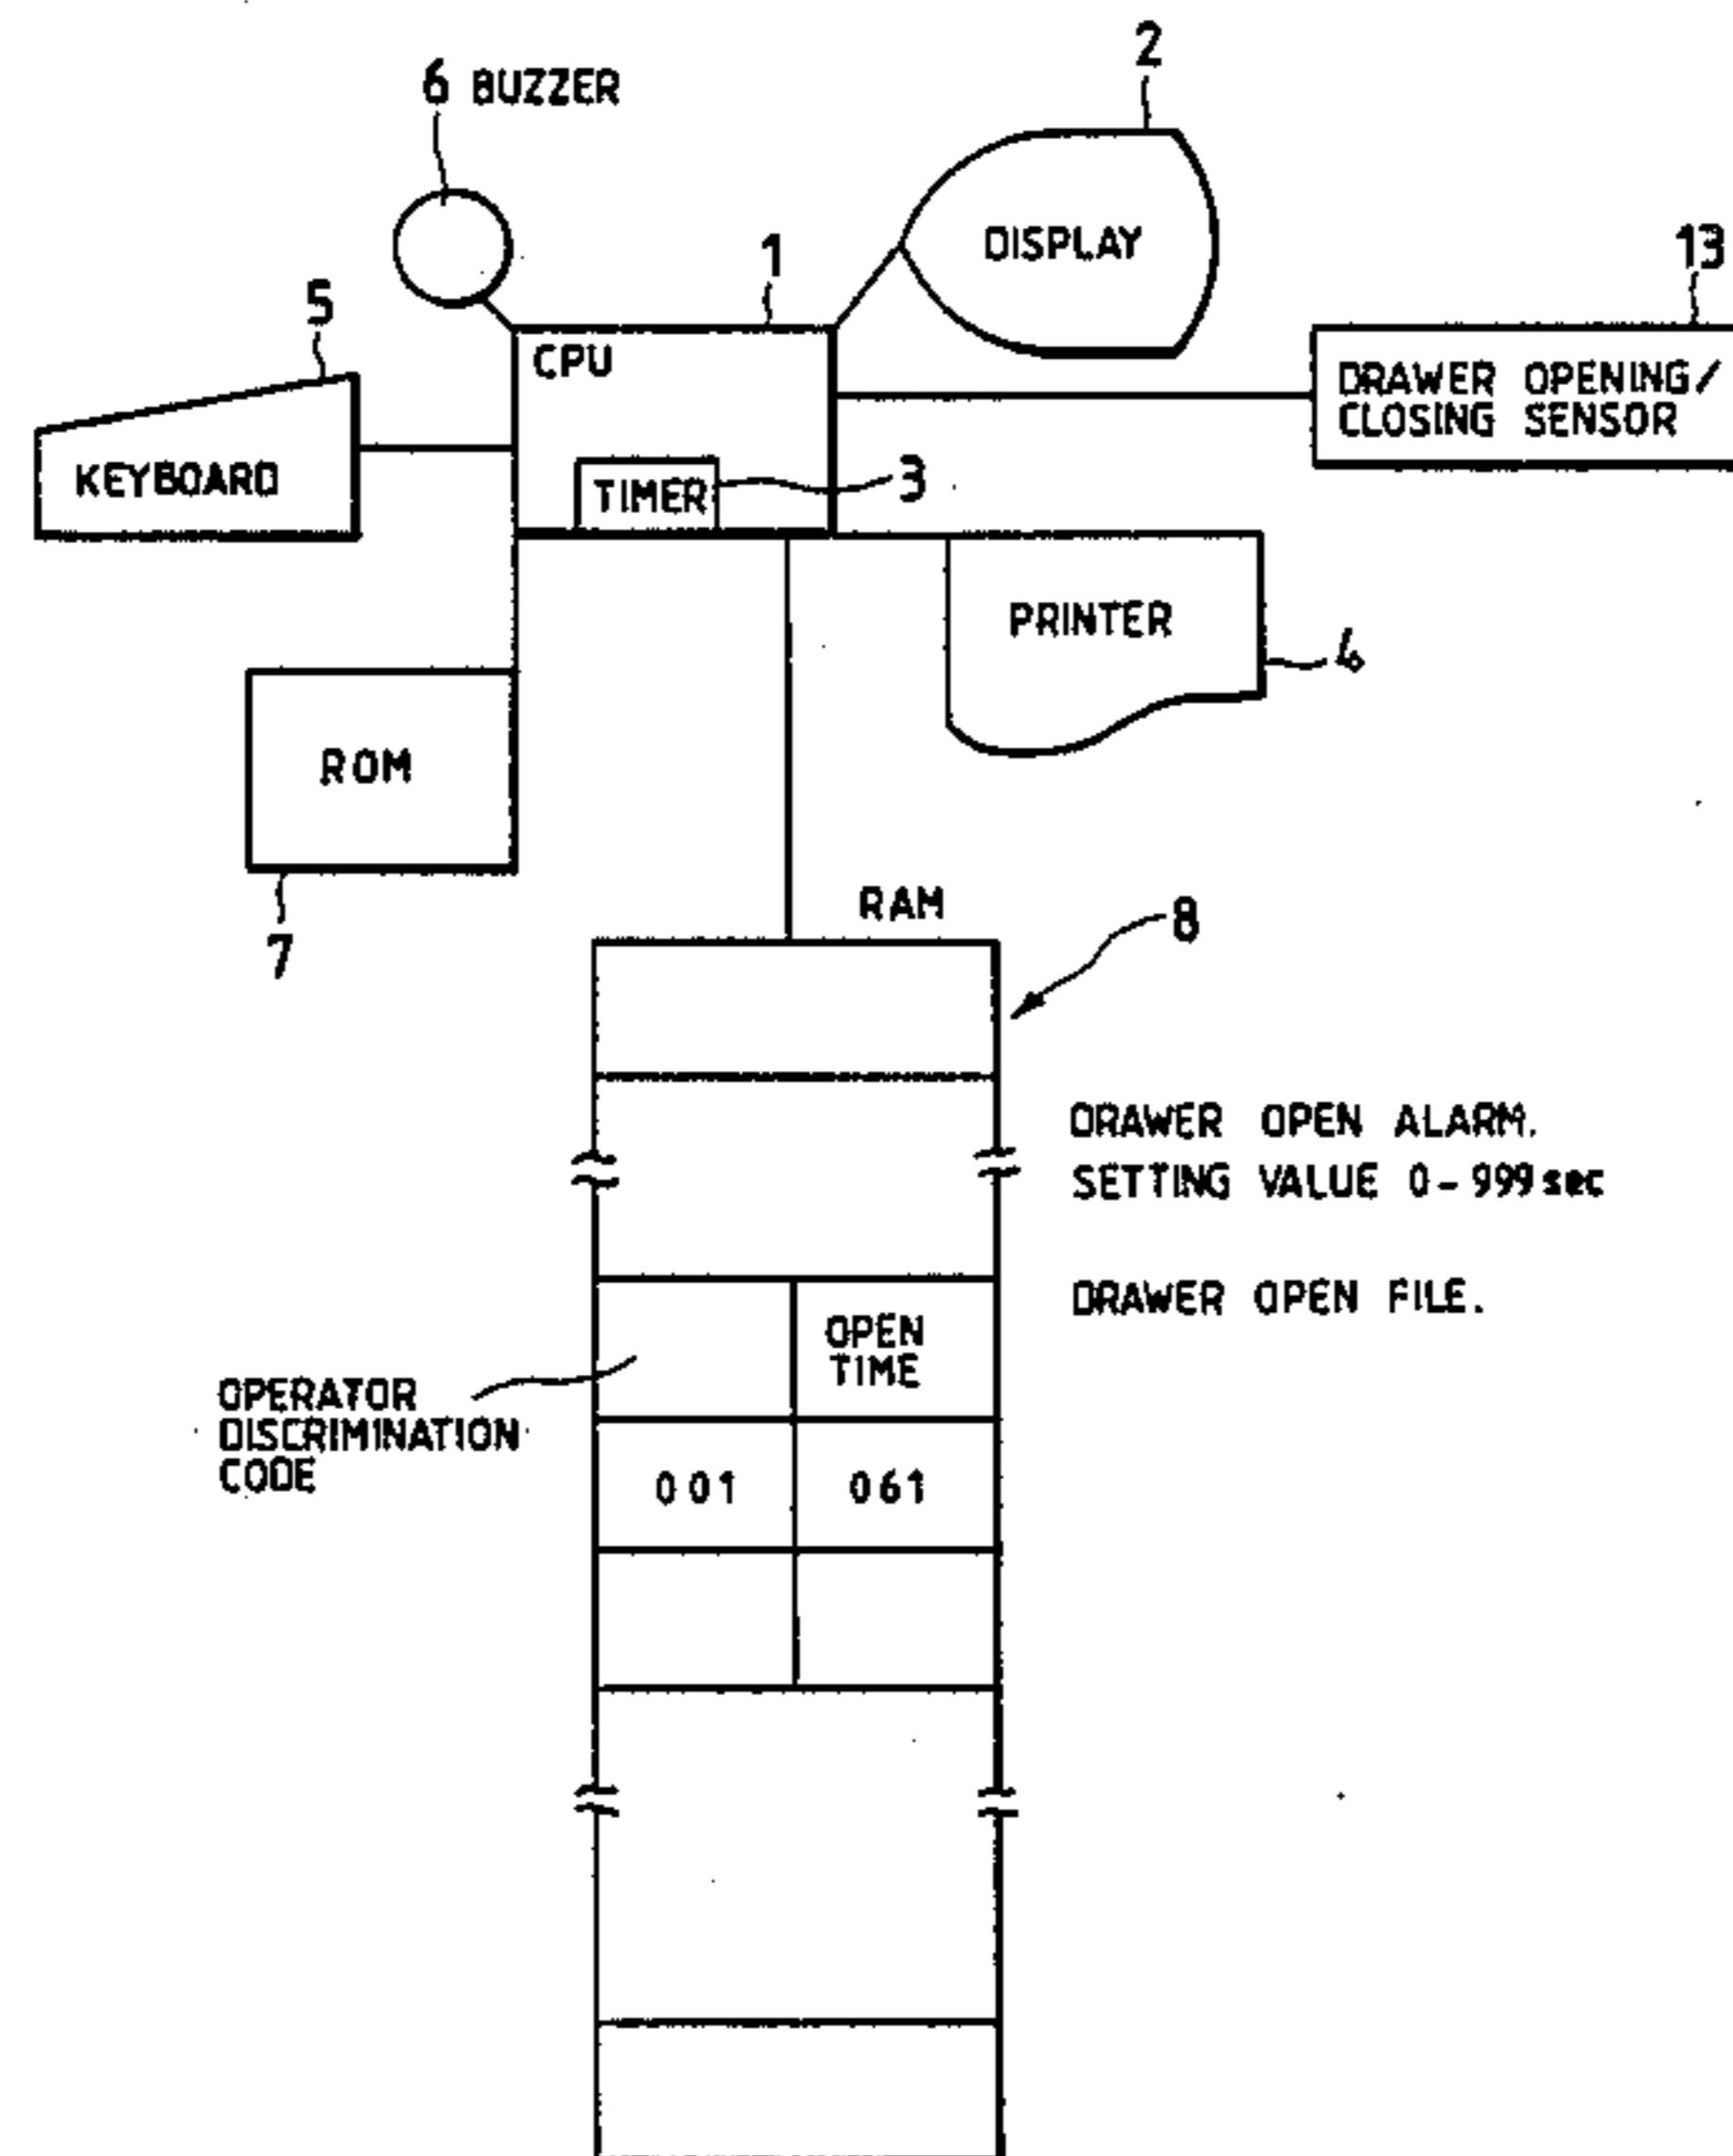 2
6 BUZZER
1
13
5
DISPLAY
CPU
DRAWER OPENING/
CLOSING SENSOR
KEYBOARD
TIMER
3
PRINTER
4
ROM
7
RAM
8
DRAWER OPEN ALARM.
SETTING VALUE 0-999 sec
DRAWER OPEN FILE.
OPEN
TIME
OPERATOR
DISCRIMINATION
CODE
001
061